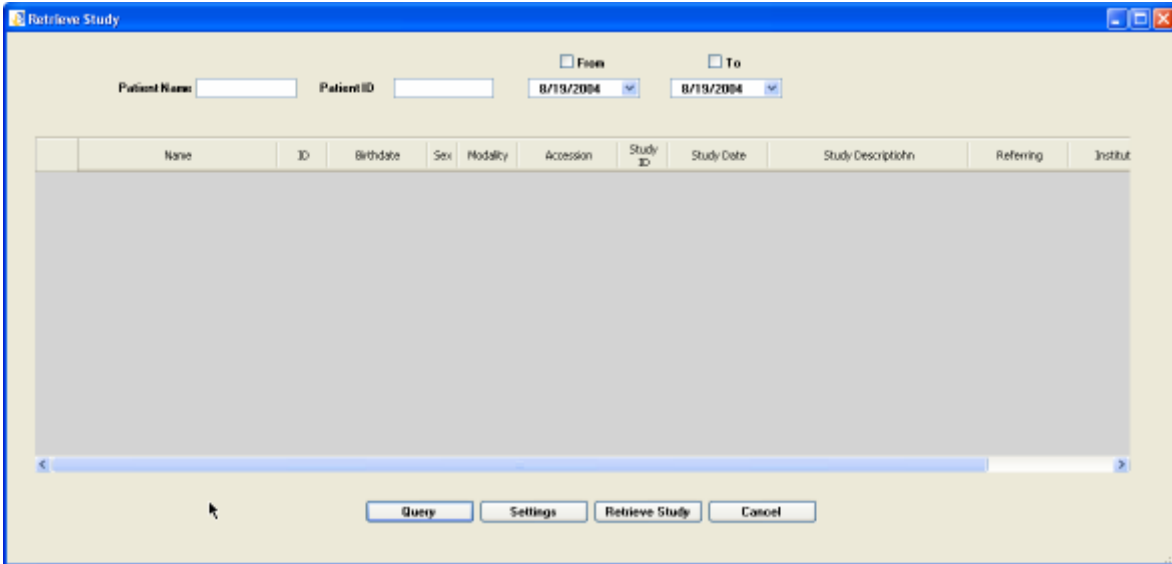 Retrieve Study
From To
Patient Name Patient ID 8/19/2004 8/19/2004
Name ID Birthdate Sex Modality Accession Study ID Study Date Study Descriptiohn Referring Institut
Query Settings Retrieve Study Cancel